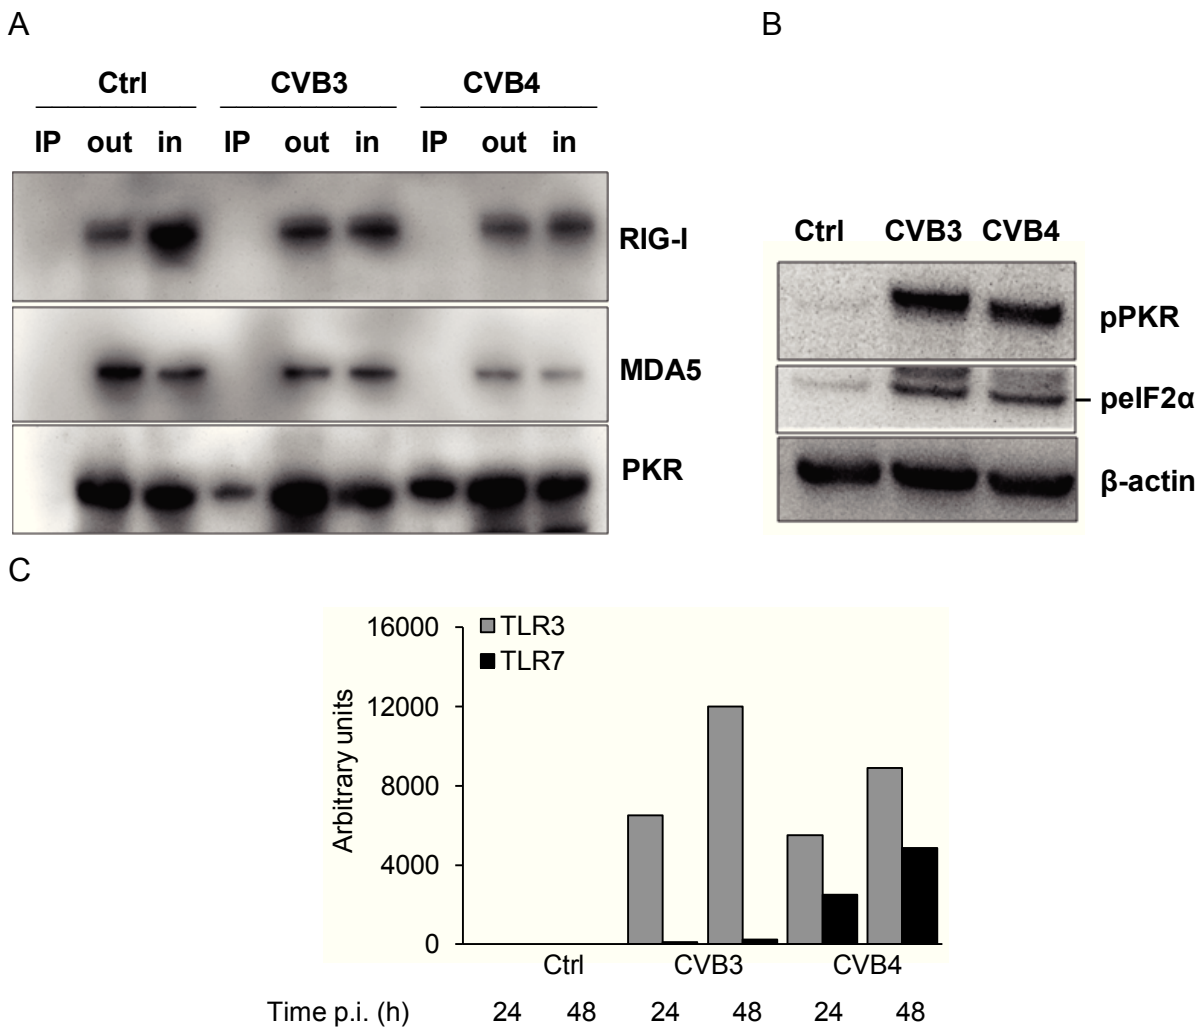 A
B
Ctrl CVB3 CVB4
IP out in IP out in IP out in
RIG-I
MDA5
PKR
Ctrl CVB3 CVB4
pPKR
peIF2α
β-actin
C
TLR3
TLR7
Arbitrary units
16000
12000
8000
4000
0
Ctrl CVB3 CVB4
Time p.i. (h) 24 48 24 48 24 48